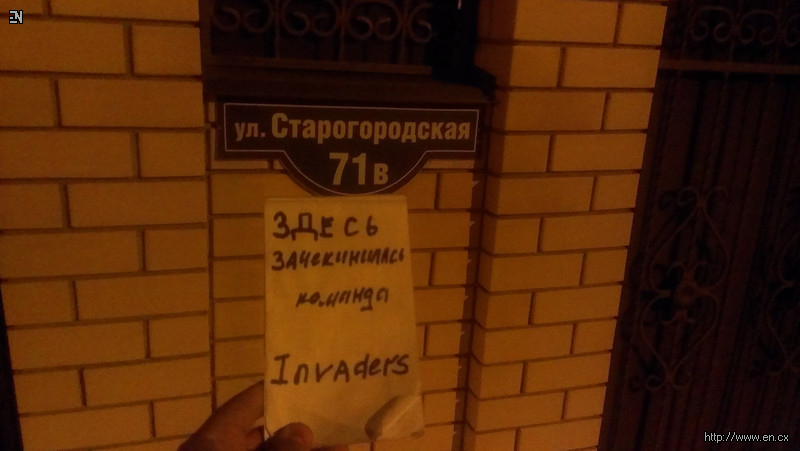 EN
ул. Старогородская
71в
ЗДЕСЬ
зачекинилась
команда
Invaders
http://www.en.cx